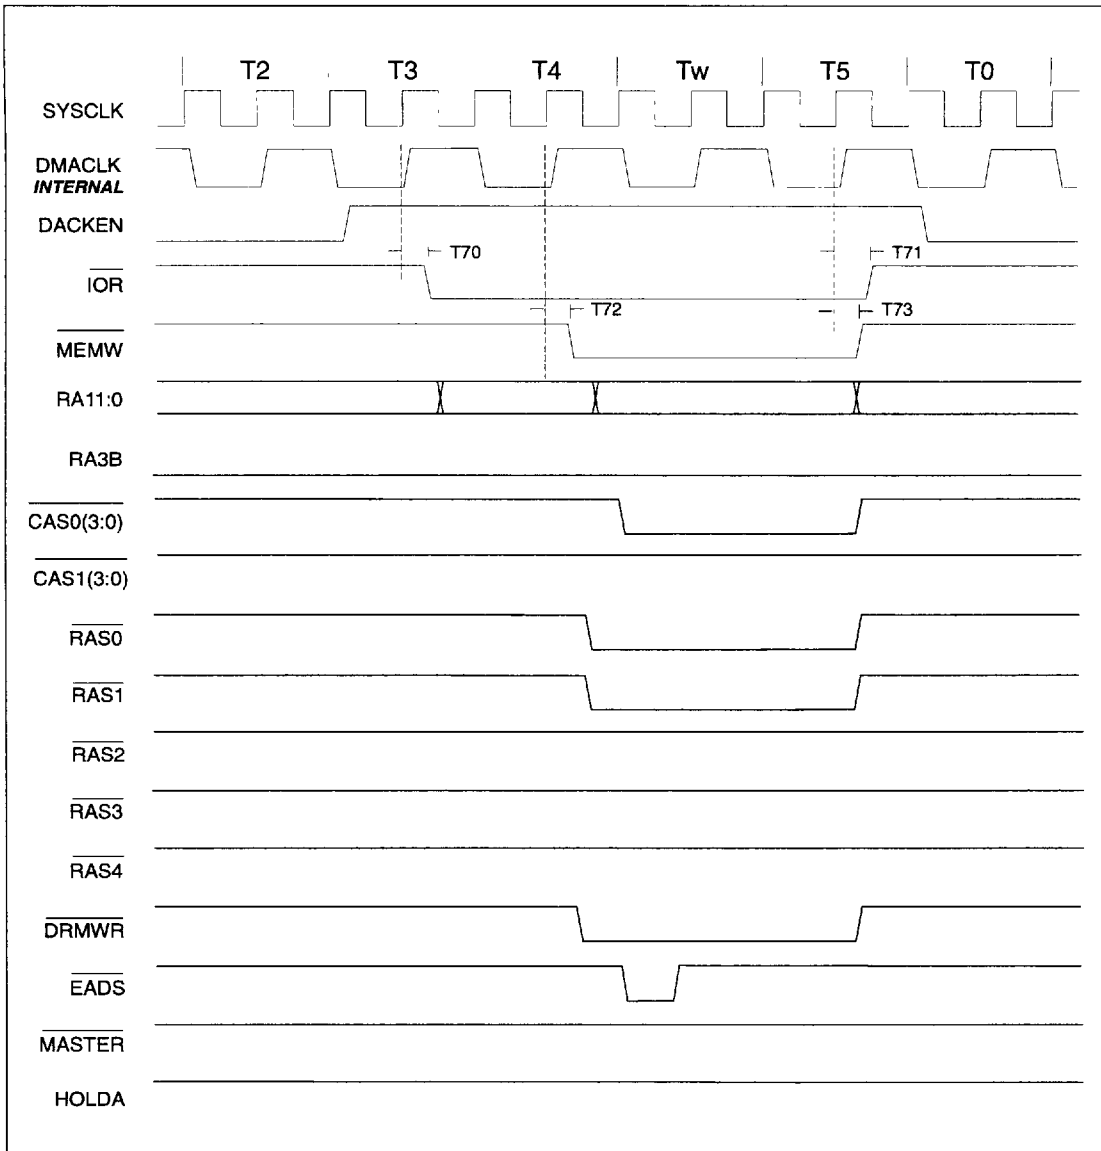 T2 T3 T4 Tw T5 T0
SYSCLK
DMACLK
INTERNAL
DACKEN
T70 T71
IOR
T72 T73
MEMW
RA11:0
RA3B
CAS0(3:0)
CAS1(3:0)
RAS0
RAS1
RAS2
RAS3
RAS4
DRMWR
EADS
MASTER
HOLDA